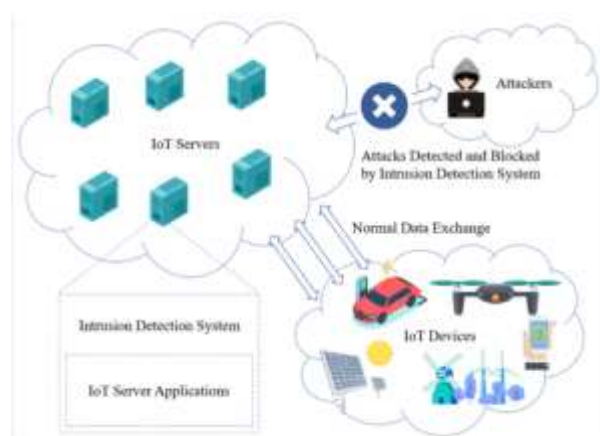 Attackers
IoT Servers
Attacks Detected and Blocked
by Intrusion Detection System
Normal Data Exchange
IoT Devices
Intrusion Detection System
IoT Server Applications